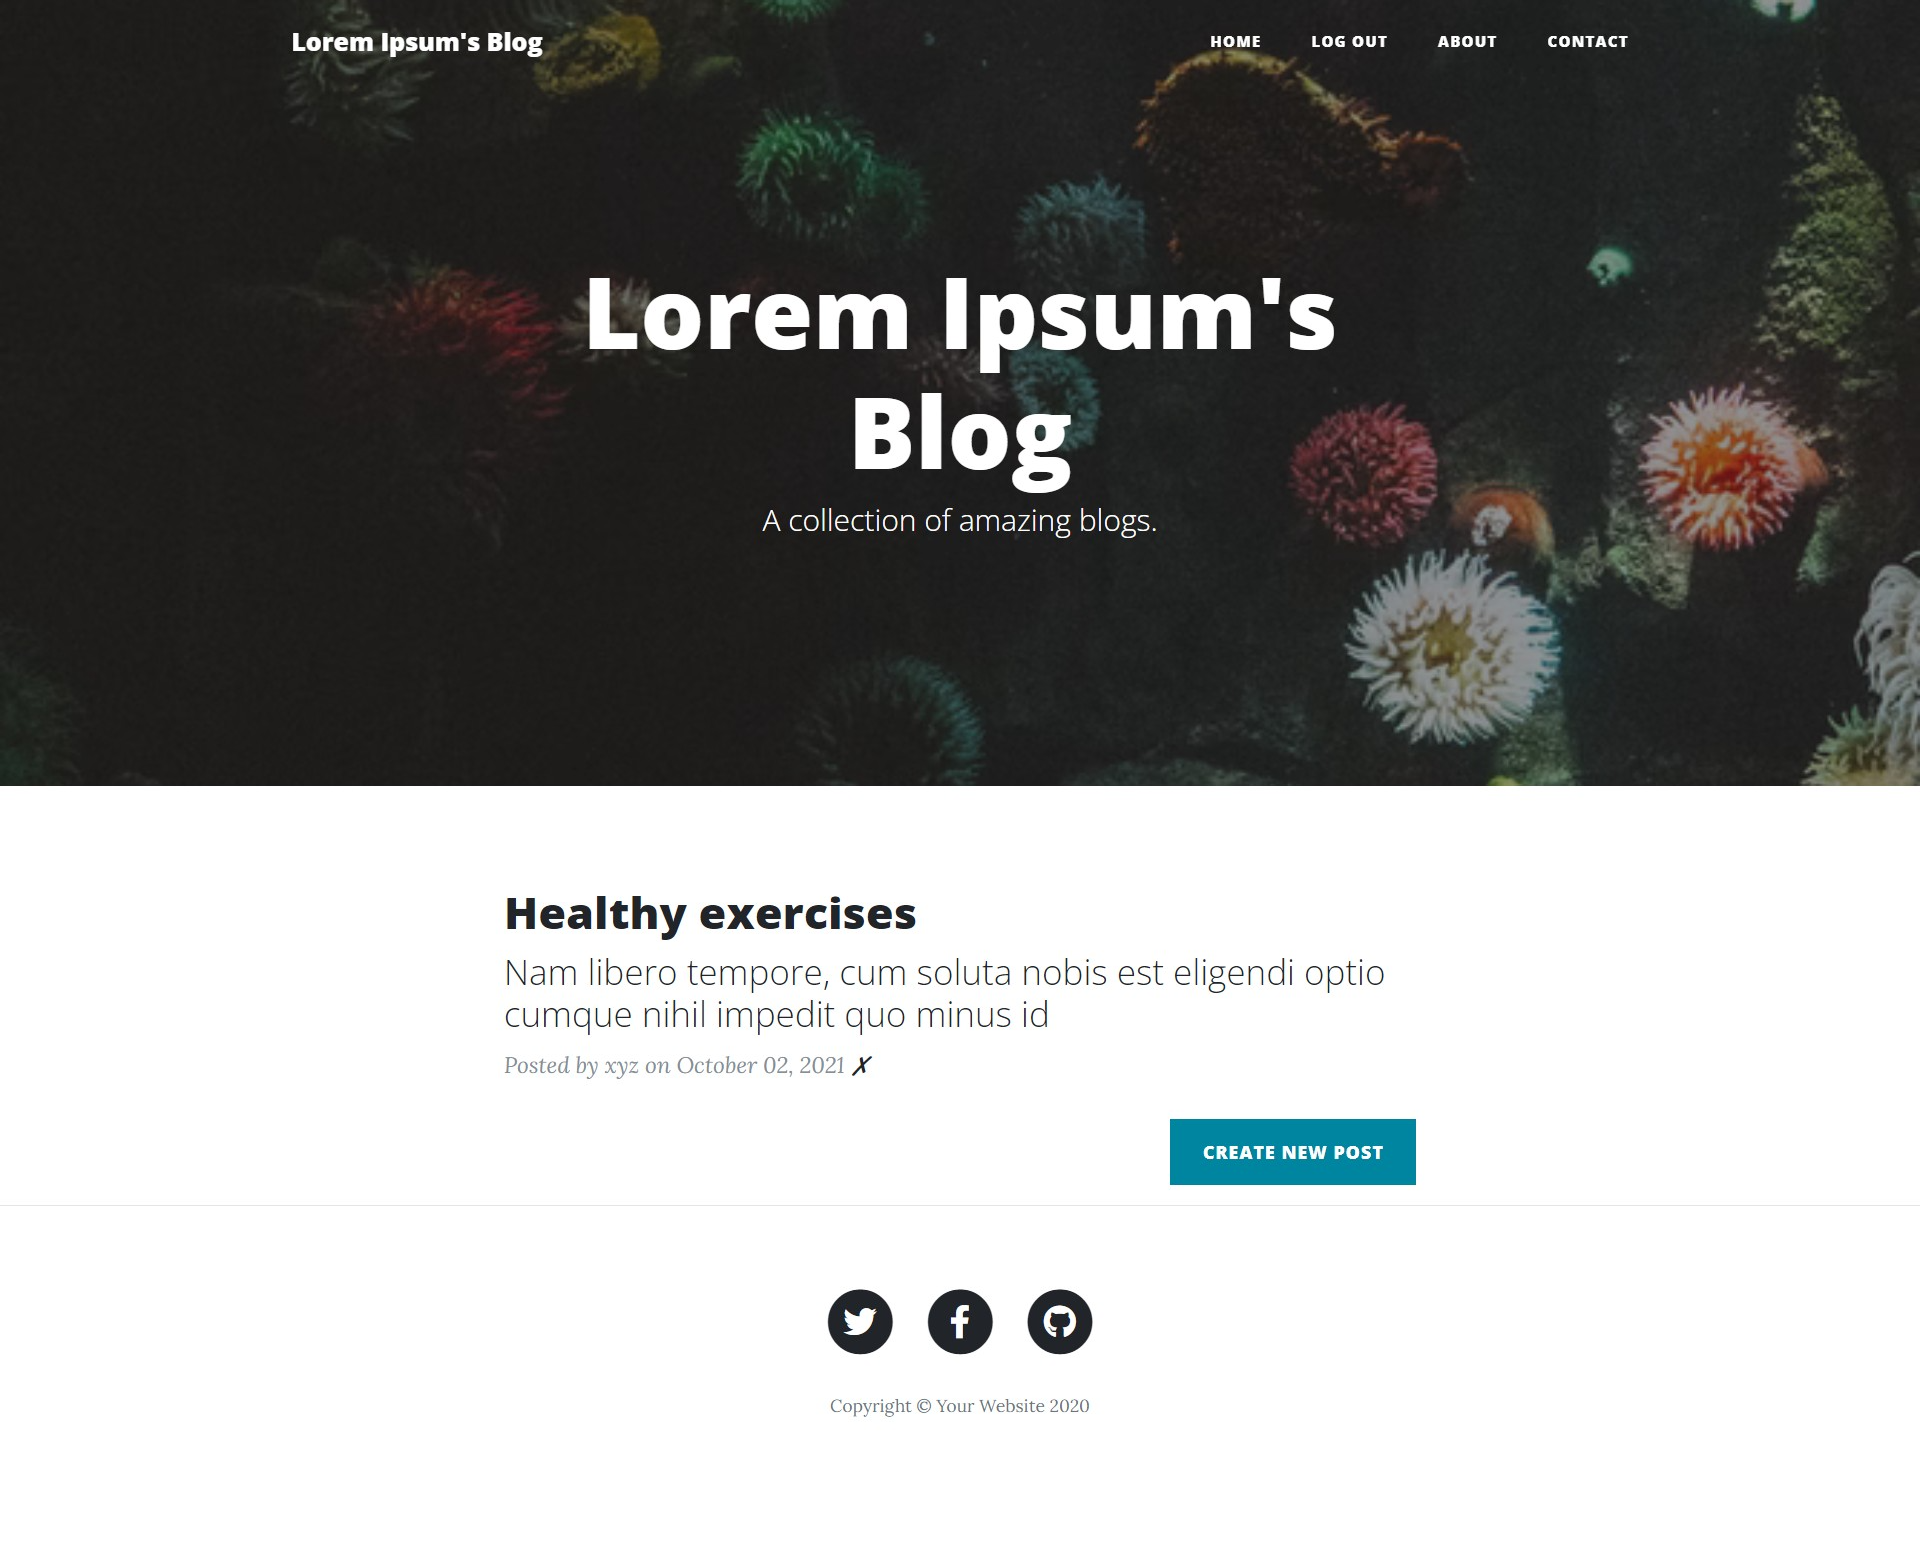 Lorem Ipsum's Blog
HOME LOG OUT ABOUT CONTACT
Lorem Ipsum's
Blog
A collection of amazing blogs.
Healthy exercises
Nam libero tempore, cum soluta nobis est eligendi optio
cumque nihil impedit quo minus id
Posted by xyz on October 02, 2021 ✗
CREATE NEW POST
Copyright © Your Website 2020